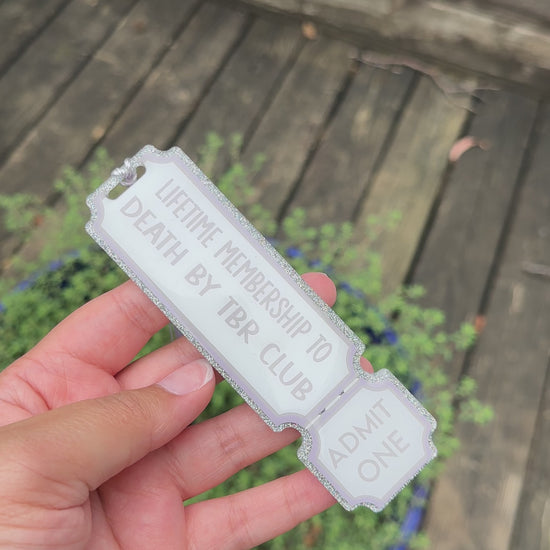 LIFETIME MEMBERSHIP TO
DEATH BY TBR CLUB
ADMIT
ONE